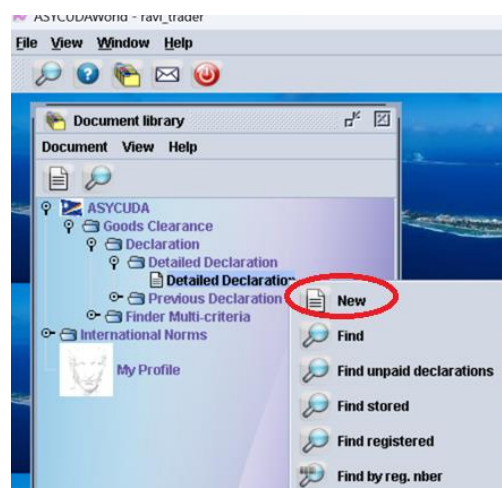 ASYCUDAWorld - ravi_trader
File View Window Help
Document library
Document View Help
ASYCUDA
Goods Clearance
Declaration
Detailed Declaration
Detailed Declaration
Previous Declaration
Finder Multi-criteria
International Norms
My Profile
New
Find
Find unpaid declarations
Find stored
Find registered
Find by reg. nber